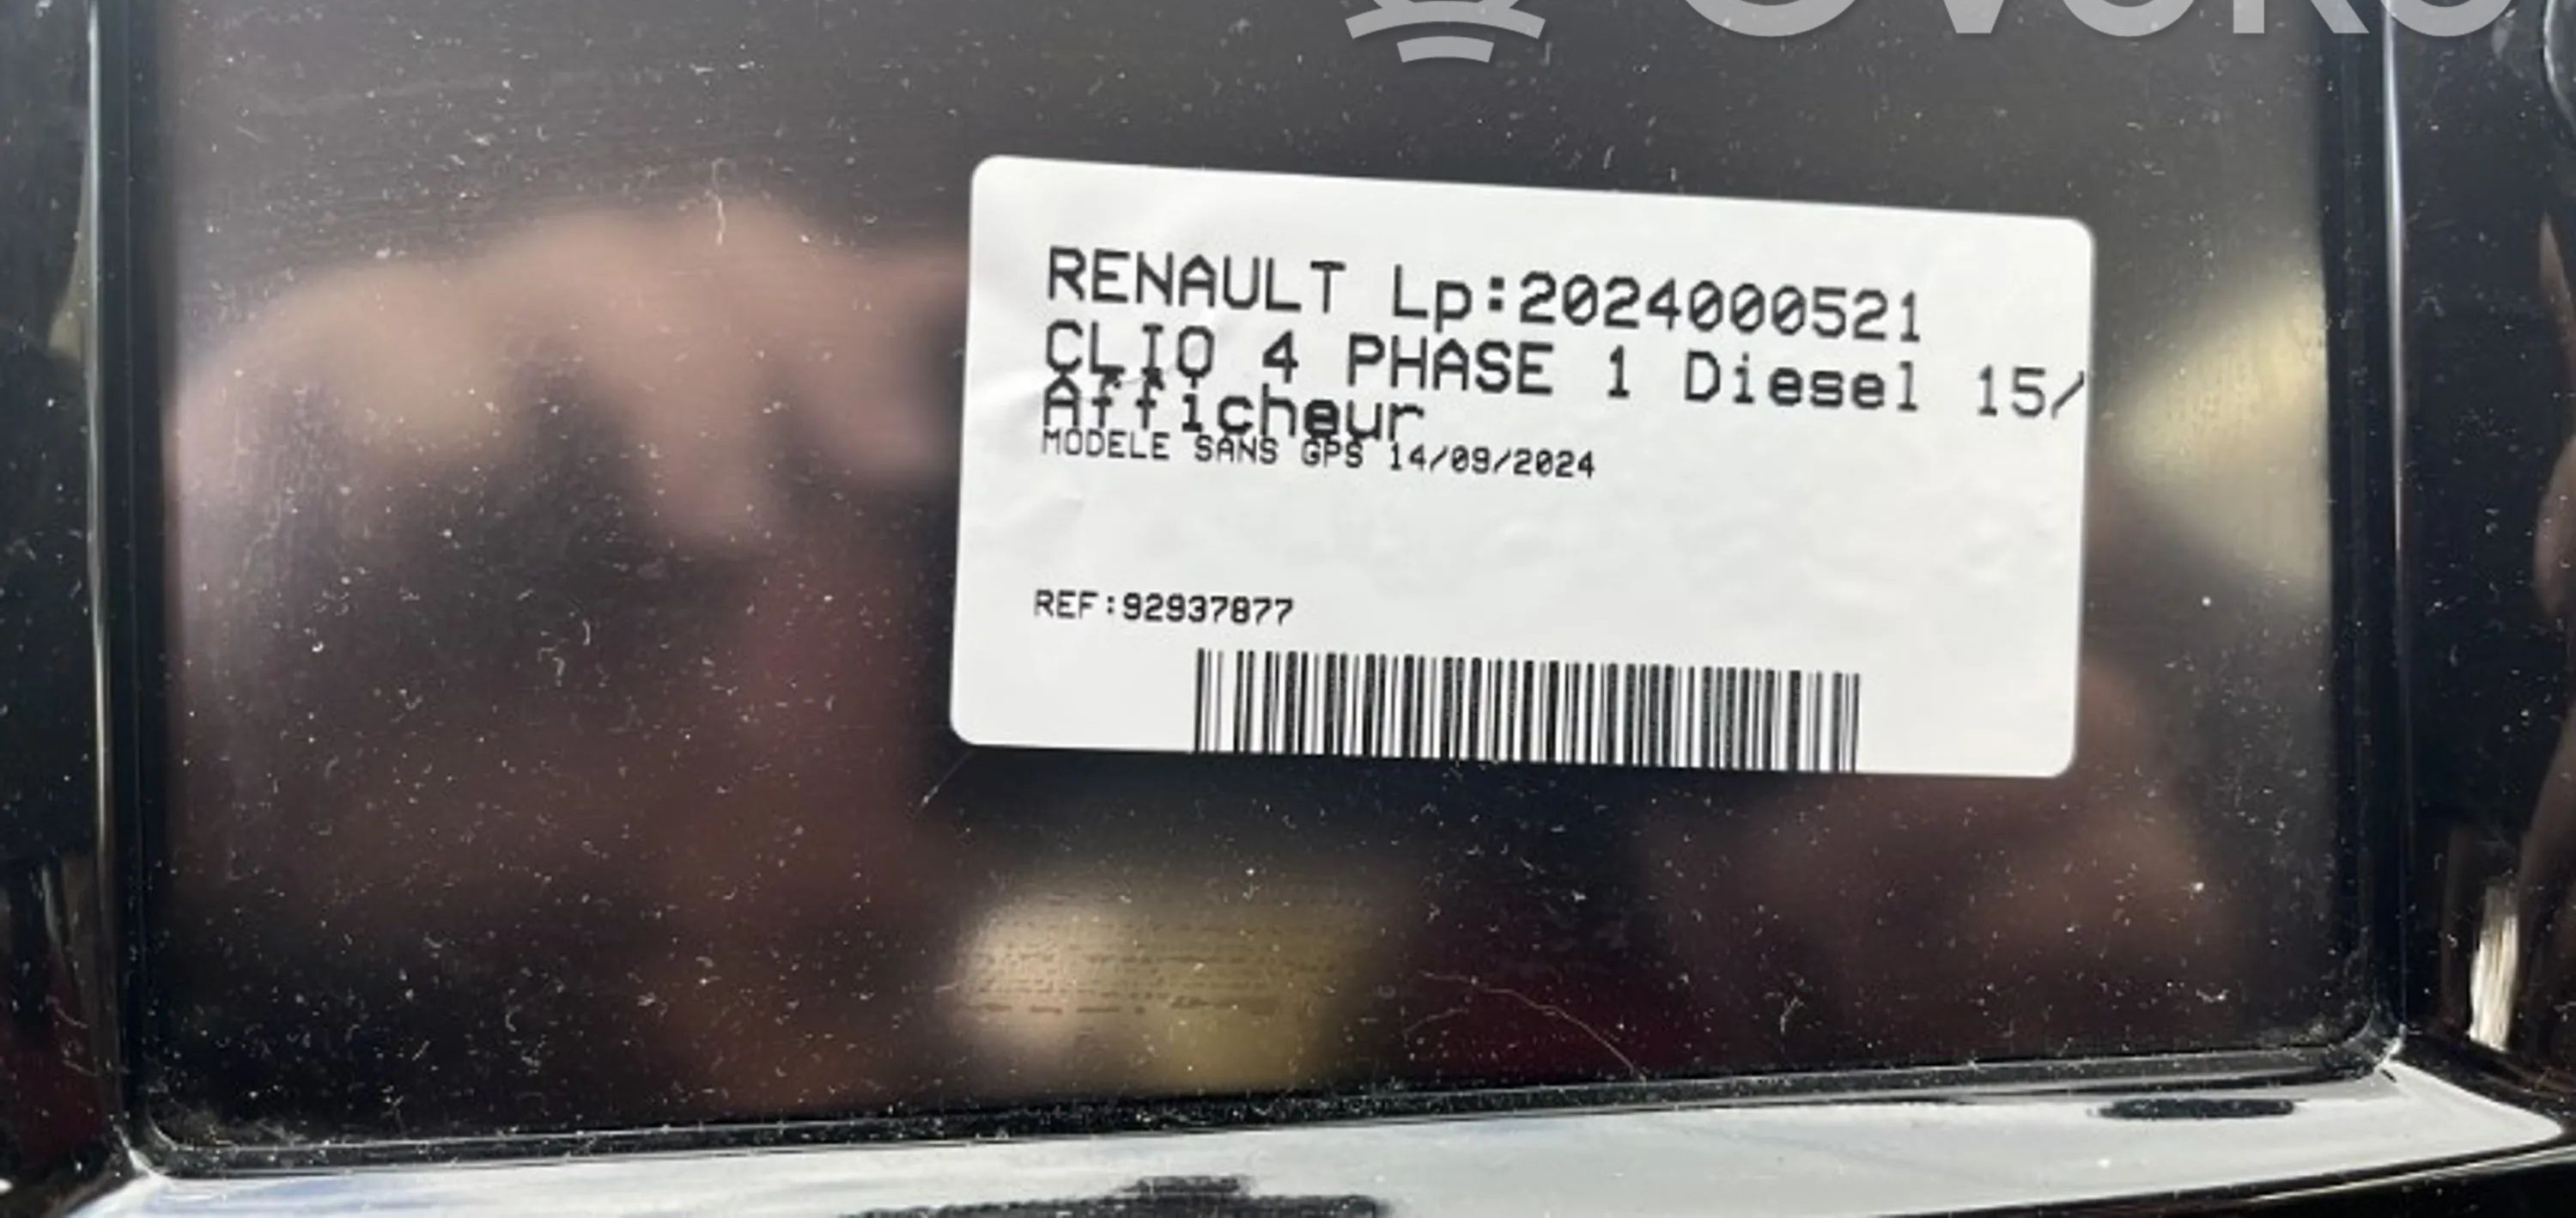 RENAULT Lp:2024000521
CLIO 4 PHASE 1 Diesel 15/
Afficheur
MODELE SANS GPS 14/09/2024
REF:92937877